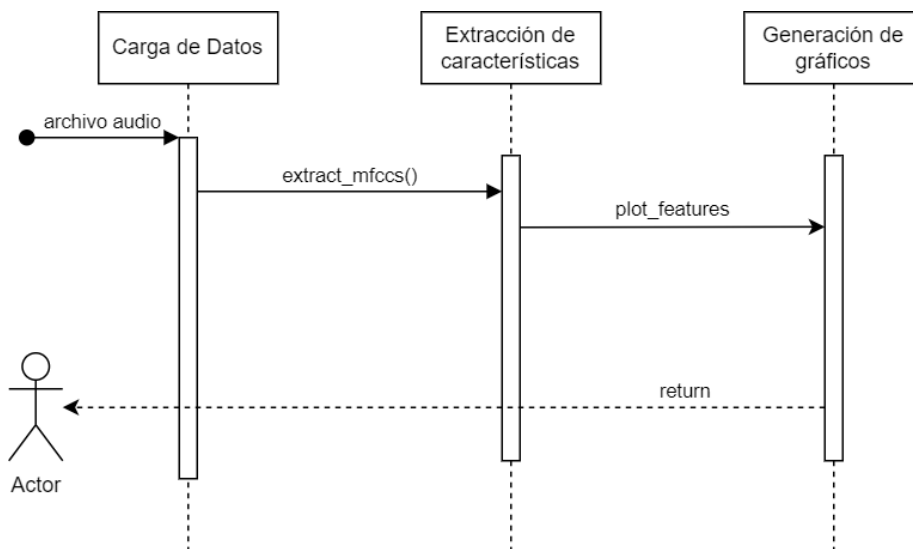 Carga de Datos
Extracción de
características
Generación de
gráficos
archivo audio
extract_mfccs()
plot_features
return
Actor